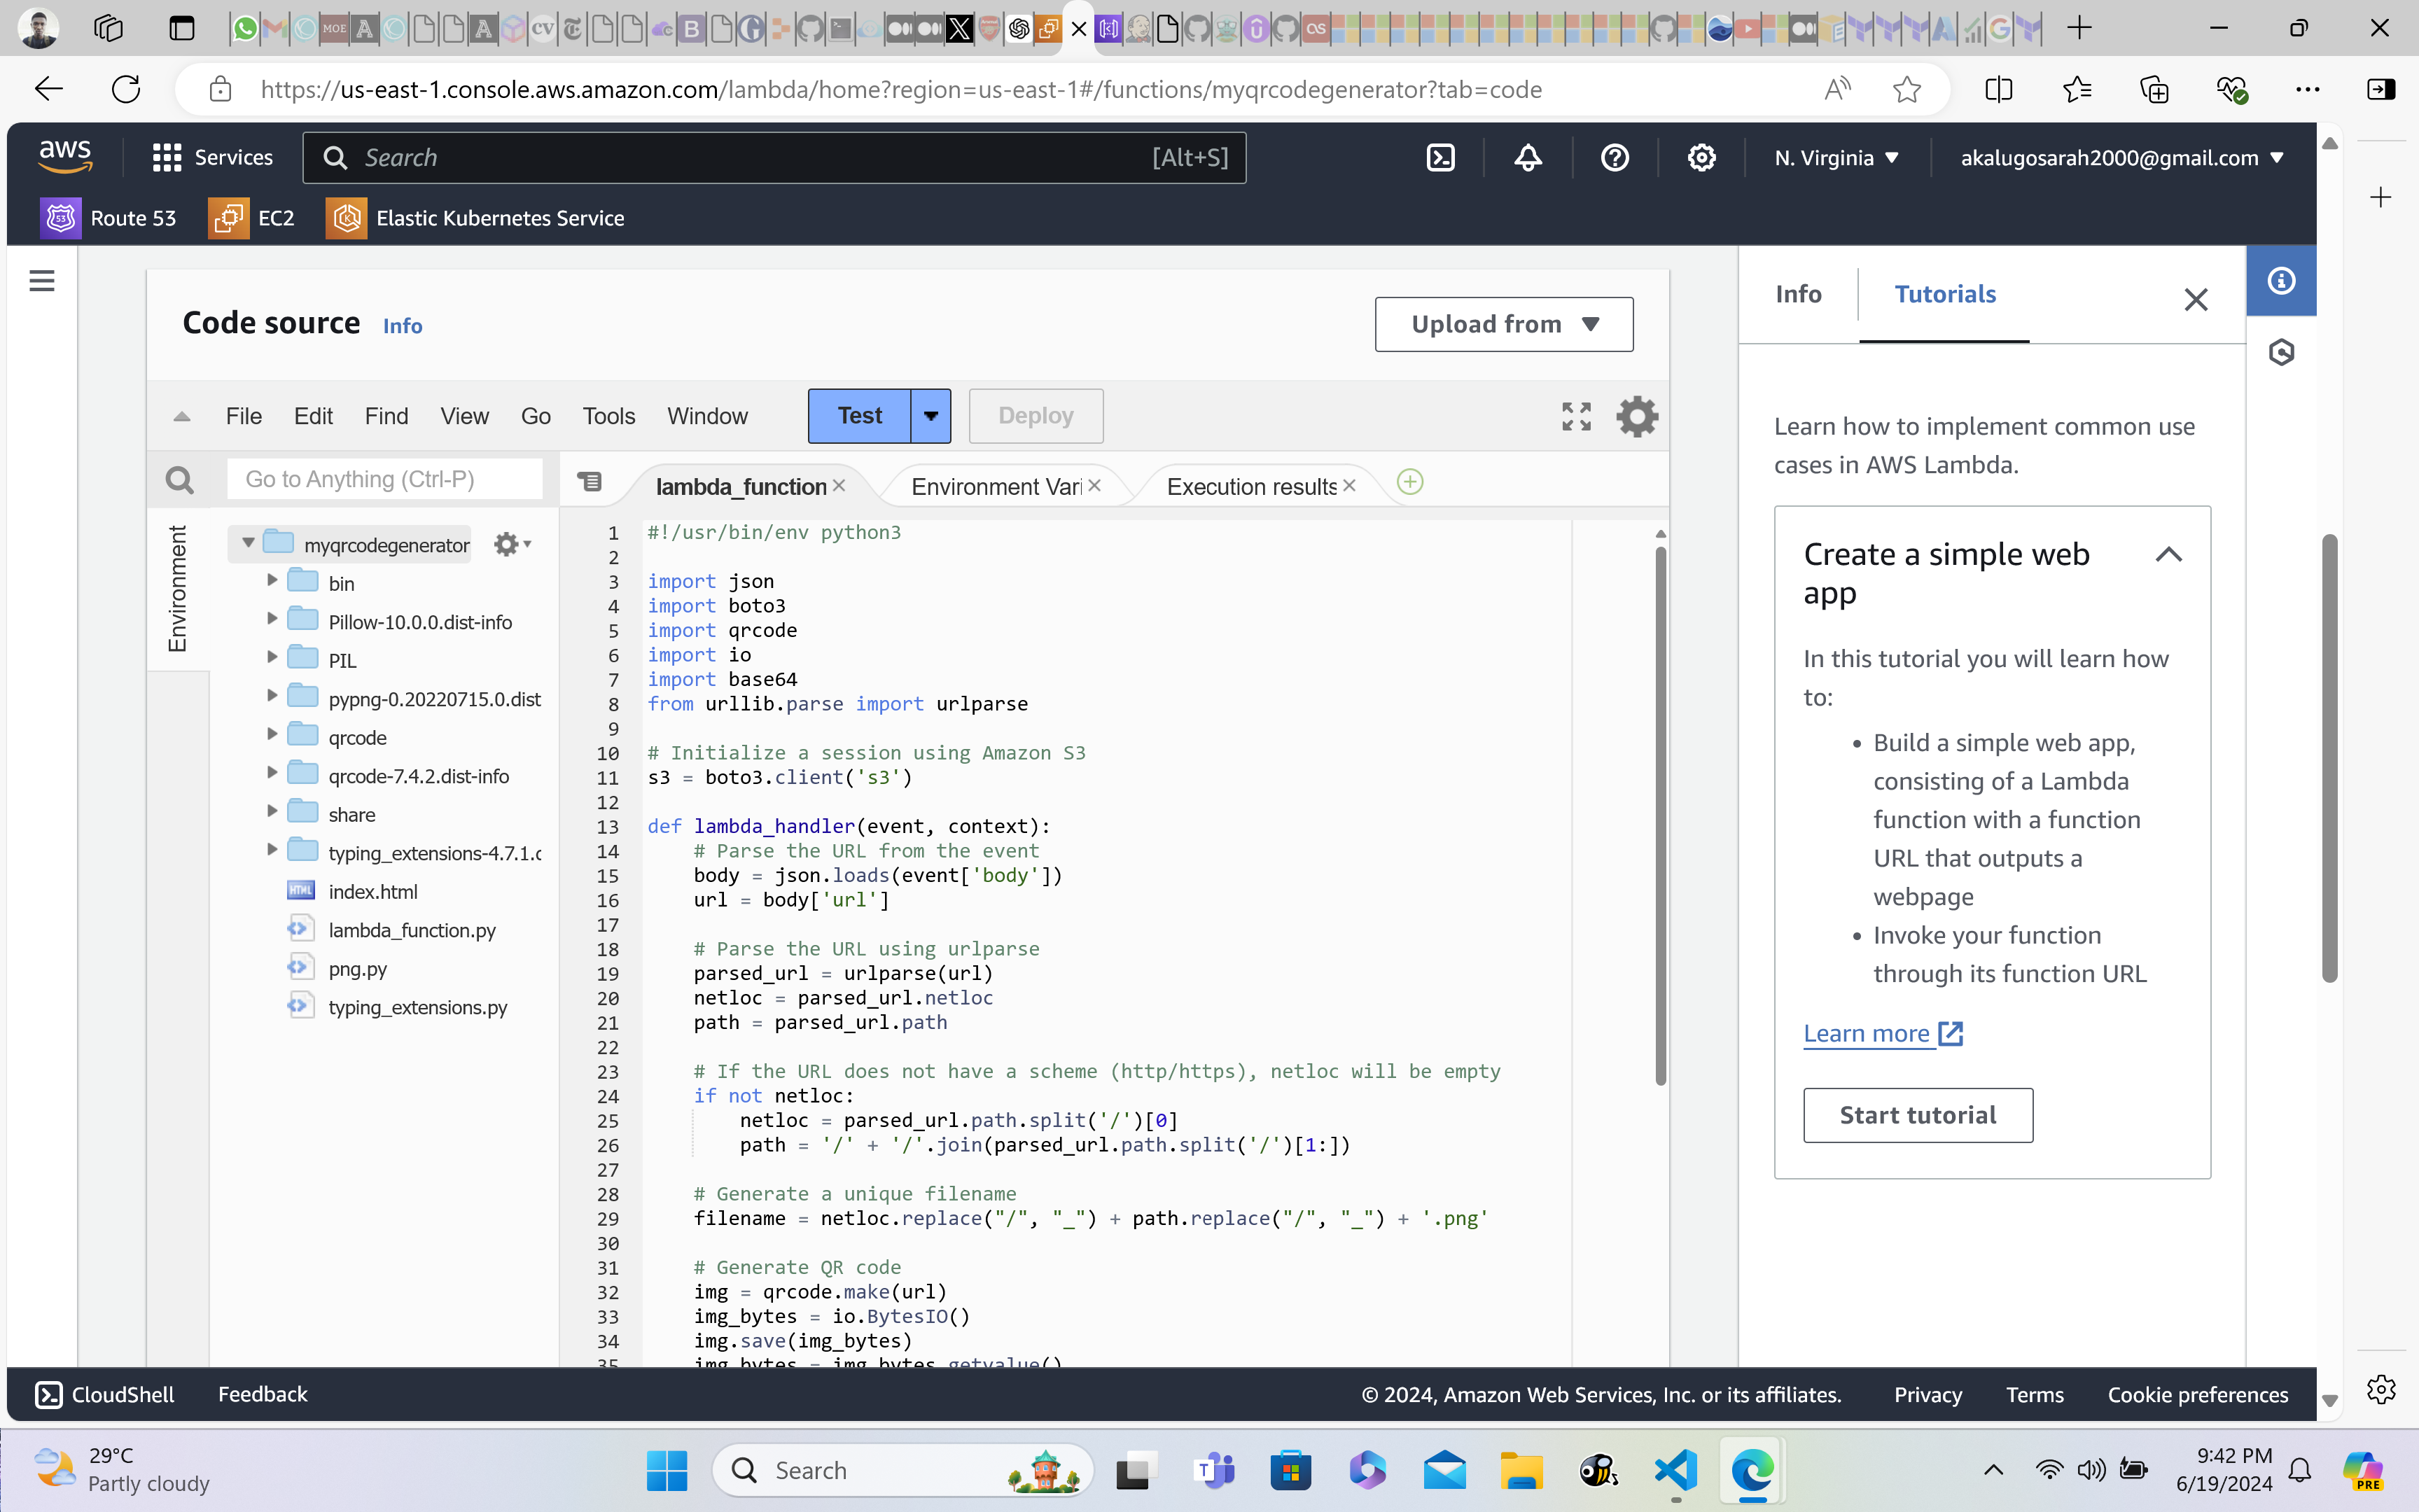 https://us-east-1.console.aws.amazon.com/lambda/home?region=us-east-1#/functions/myqrcodegenerator?tab=code
aws
Services
Search
[Alt+S]
N. Virginia
akalugosarah2000@gmail.com
Route 53
EC2
Elastic Kubernetes Service
Code source
Info
Upload from
File
Edit
Find
View
Go
Tools
Window
Test
Deploy
Go to Anything (Ctrl-P)
lambda_function
Environment Vari
Execution results
Environment
myqrcodegenerator
bin
Pillow-10.0.0.dist-info
PIL
pypng-0.20220715.0.dist
qrcode
qrcode-7.4.2.dist-info
share
typing_extensions-4.7.1.c
index.html
lambda_function.py
png.py
typing_extensions.py
1 #!/usr/bin/env python3
2
3 import json
4 import boto3
5 import qrcode
6 import io
7 import base64
8 from urllib.parse import urlparse
9
10 # Initialize a session using Amazon S3
11 s3 = boto3.client('s3')
12
13 def lambda_handler(event, context):
14     # Parse the URL from the event
15     body = json.loads(event['body'])
16     url = body['url']
17
18     # Parse the URL using urlparse
19     parsed_url = urlparse(url)
20     netloc = parsed_url.netloc
21     path = parsed_url.path
22
23     # If the URL does not have a scheme (http/https), netloc will be empty
24     if not netloc:
25         netloc = parsed_url.path.split('/')[0]
26         path = '/' + '/'.join(parsed_url.path.split('/')[1:])
27
28     # Generate a unique filename
29     filename = netloc.replace("/", "_") + path.replace("/", "_") + '.png'
30
31     # Generate QR code
32     img = qrcode.make(url)
33     img_bytes = io.BytesIO()
34     img.save(img_bytes)
35     img_bytes = img_bytes.getvalue()
Info
Tutorials
Learn how to implement common use
cases in AWS Lambda.
Create a simple web
app
In this tutorial you will learn how
to:
• Build a simple web app,
consisting of a Lambda
function with a function
URL that outputs a
webpage
• Invoke your function
through its function URL
Learn more
Start tutorial
CloudShell
Feedback
© 2024, Amazon Web Services, Inc. or its affiliates.
Privacy
Terms
Cookie preferences
29°C
Partly cloudy
Search
9:42 PM
6/19/2024
PRE